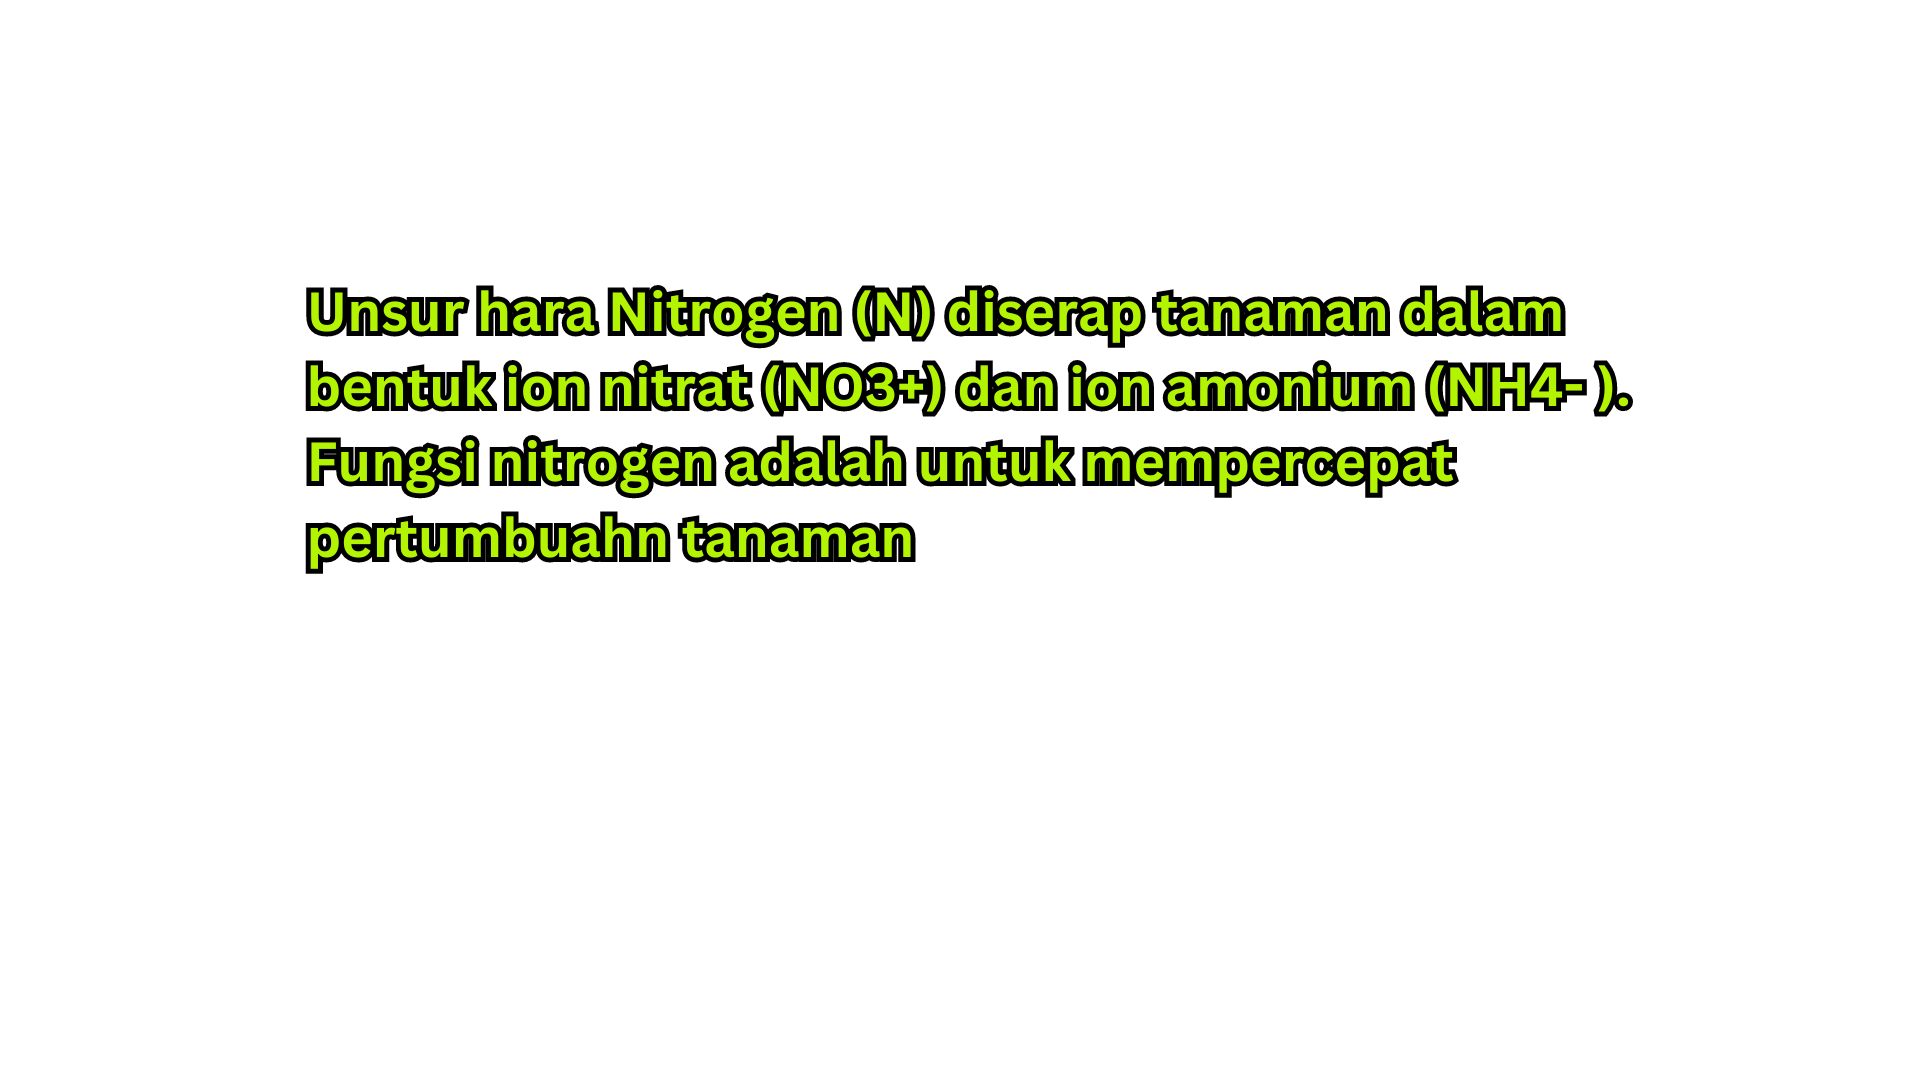 Unsur hara Nitrogen (N) diserap tanaman dalam
bentuk ion nitrat (NO3+) dan ion amonium (NH4- ).
Fungsi nitrogen adalah untuk mempercepat
pertumbuahn tanaman